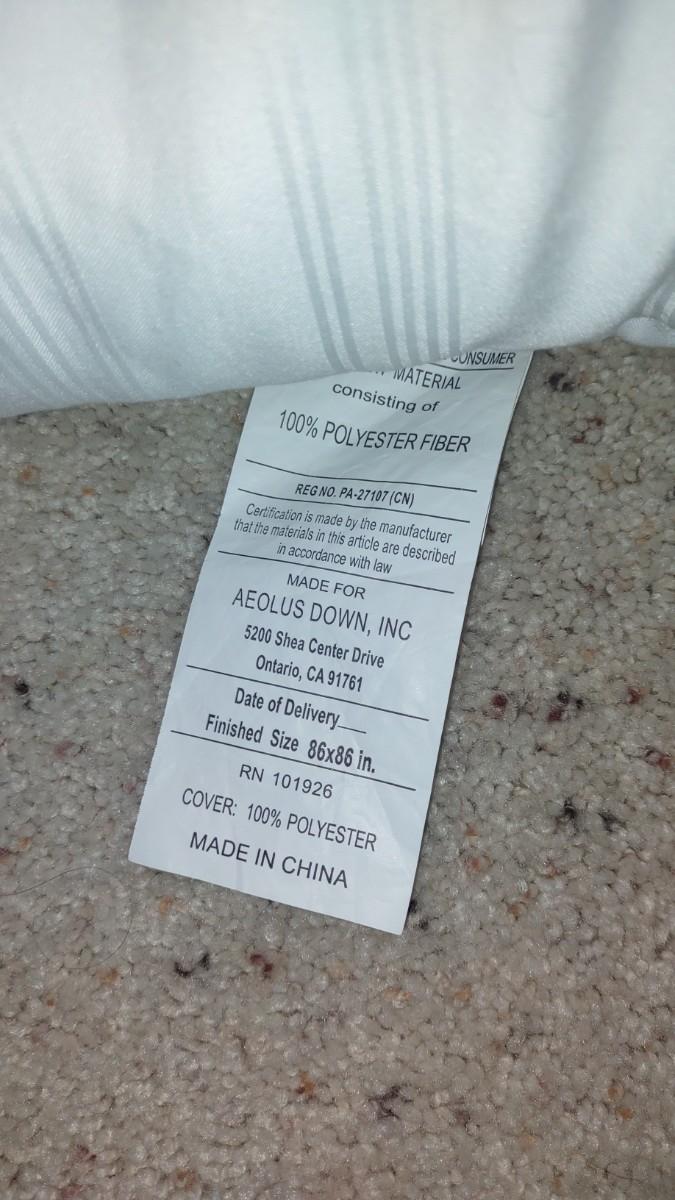 CONSUMER
MATERIAL
consisting of
100% POLYESTER FIBER
REG NO. PA-27107 (CN)
Certification is made by the manufacturer
that the materials in this article are described
in accordance with law
MADE FOR
AEOLUS DOWN, INC
5200 Shea Center Drive
Ontario, CA 91761
Date of Delivery___
Finished Size 86x86 in.
RN 101926
COVER: 100% POLYESTER
MADE IN CHINA